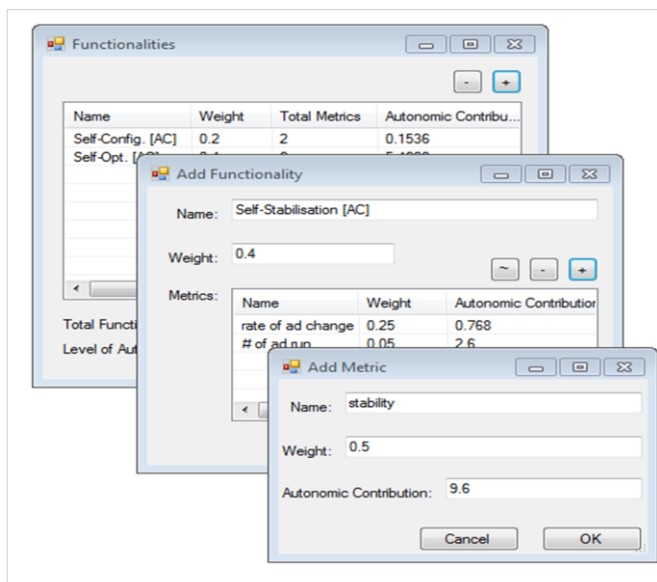 Functionalities
- +
Name Weight Total Metrics Autonomic Contribu...
Self-Config. [AC] 0.2 2 0.1536
Self-Opt.
Add Functionality
Name: Self-Stabilisation [AC]
Weight: 0.4
~ - +
Metrics:
Name Weight Autonomic Contribution
rate of ad change 0.25 0.768
# of ad run 0.05 2.6
Total Functi
Level of Aut
Add Metric
Name: stability
Weight: 0.5
Autonomic Contribution: 9.6
Cancel OK